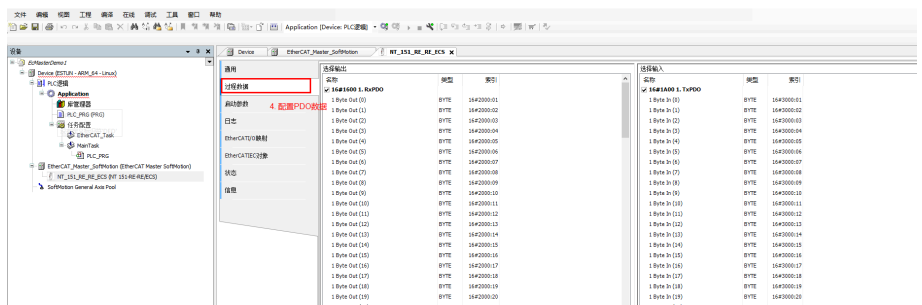 文件 编辑 视图 工程 编译 在线 调试 工具 窗口 帮助
Application [Device: PLC逻辑]
设备
EcMasterDemo1
Device (ESTUN - ARM_64 - Linux)
PLC逻辑
Application
库管理器
PLC_PRG (PRG)
任务配置
EtherCAT_Task
MainTask
PLC_PRG
EtherCAT_Master_SoftMotion (EtherCAT Master SoftMotion)
NT_151_RE_RE_ECS (NT 151-RE-RE/ECS)
SoftMotion General Axis Pool
Device EtherCAT_Master_SoftMotion NT_151_RE_RE_ECS
通用
过程数据
启动参数
日志
EtherCATI/O映射
EtherCATIEC对象
状态
信息
4. 配置PDO数据
选择输出
名称 类型 索引
16#1600 1. RxPDO
1 Byte Out (0) BYTE 16#2000:01
1 Byte Out (1) BYTE 16#2000:02
1 Byte Out (2) BYTE 16#2000:03
1 Byte Out (3) BYTE 16#2000:04
1 Byte Out (4) BYTE 16#2000:05
1 Byte Out (5) BYTE 16#2000:06
1 Byte Out (6) BYTE 16#2000:07
1 Byte Out (7) BYTE 16#2000:08
1 Byte Out (8) BYTE 16#2000:09
1 Byte Out (9) BYTE 16#2000:10
1 Byte Out (10) BYTE 16#2000:11
1 Byte Out (11) BYTE 16#2000:12
1 Byte Out (12) BYTE 16#2000:13
1 Byte Out (13) BYTE 16#2000:14
1 Byte Out (14) BYTE 16#2000:15
1 Byte Out (15) BYTE 16#2000:16
1 Byte Out (16) BYTE 16#2000:17
1 Byte Out (17) BYTE 16#2000:18
1 Byte Out (18) BYTE 16#2000:19
1 Byte Out (19) BYTE 16#2000:20
选择输入
名称 类型 索引
16#1A00 1. TxPDO
1 Byte In (0) BYTE 16#3000:01
1 Byte In (1) BYTE 16#3000:02
1 Byte In (2) BYTE 16#3000:03
1 Byte In (3) BYTE 16#3000:04
1 Byte In (4) BYTE 16#3000:05
1 Byte In (5) BYTE 16#3000:06
1 Byte In (6) BYTE 16#3000:07
1 Byte In (7) BYTE 16#3000:08
1 Byte In (8) BYTE 16#3000:09
1 Byte In (9) BYTE 16#3000:10
1 Byte In (10) BYTE 16#3000:11
1 Byte In (11) BYTE 16#3000:12
1 Byte In (12) BYTE 16#3000:13
1 Byte In (13) BYTE 16#3000:14
1 Byte In (14) BYTE 16#3000:15
1 Byte In (15) BYTE 16#3000:16
1 Byte In (16) BYTE 16#3000:17
1 Byte In (17) BYTE 16#3000:18
1 Byte In (18) BYTE 16#3000:19
1 Byte In (19) BYTE 16#3000:20